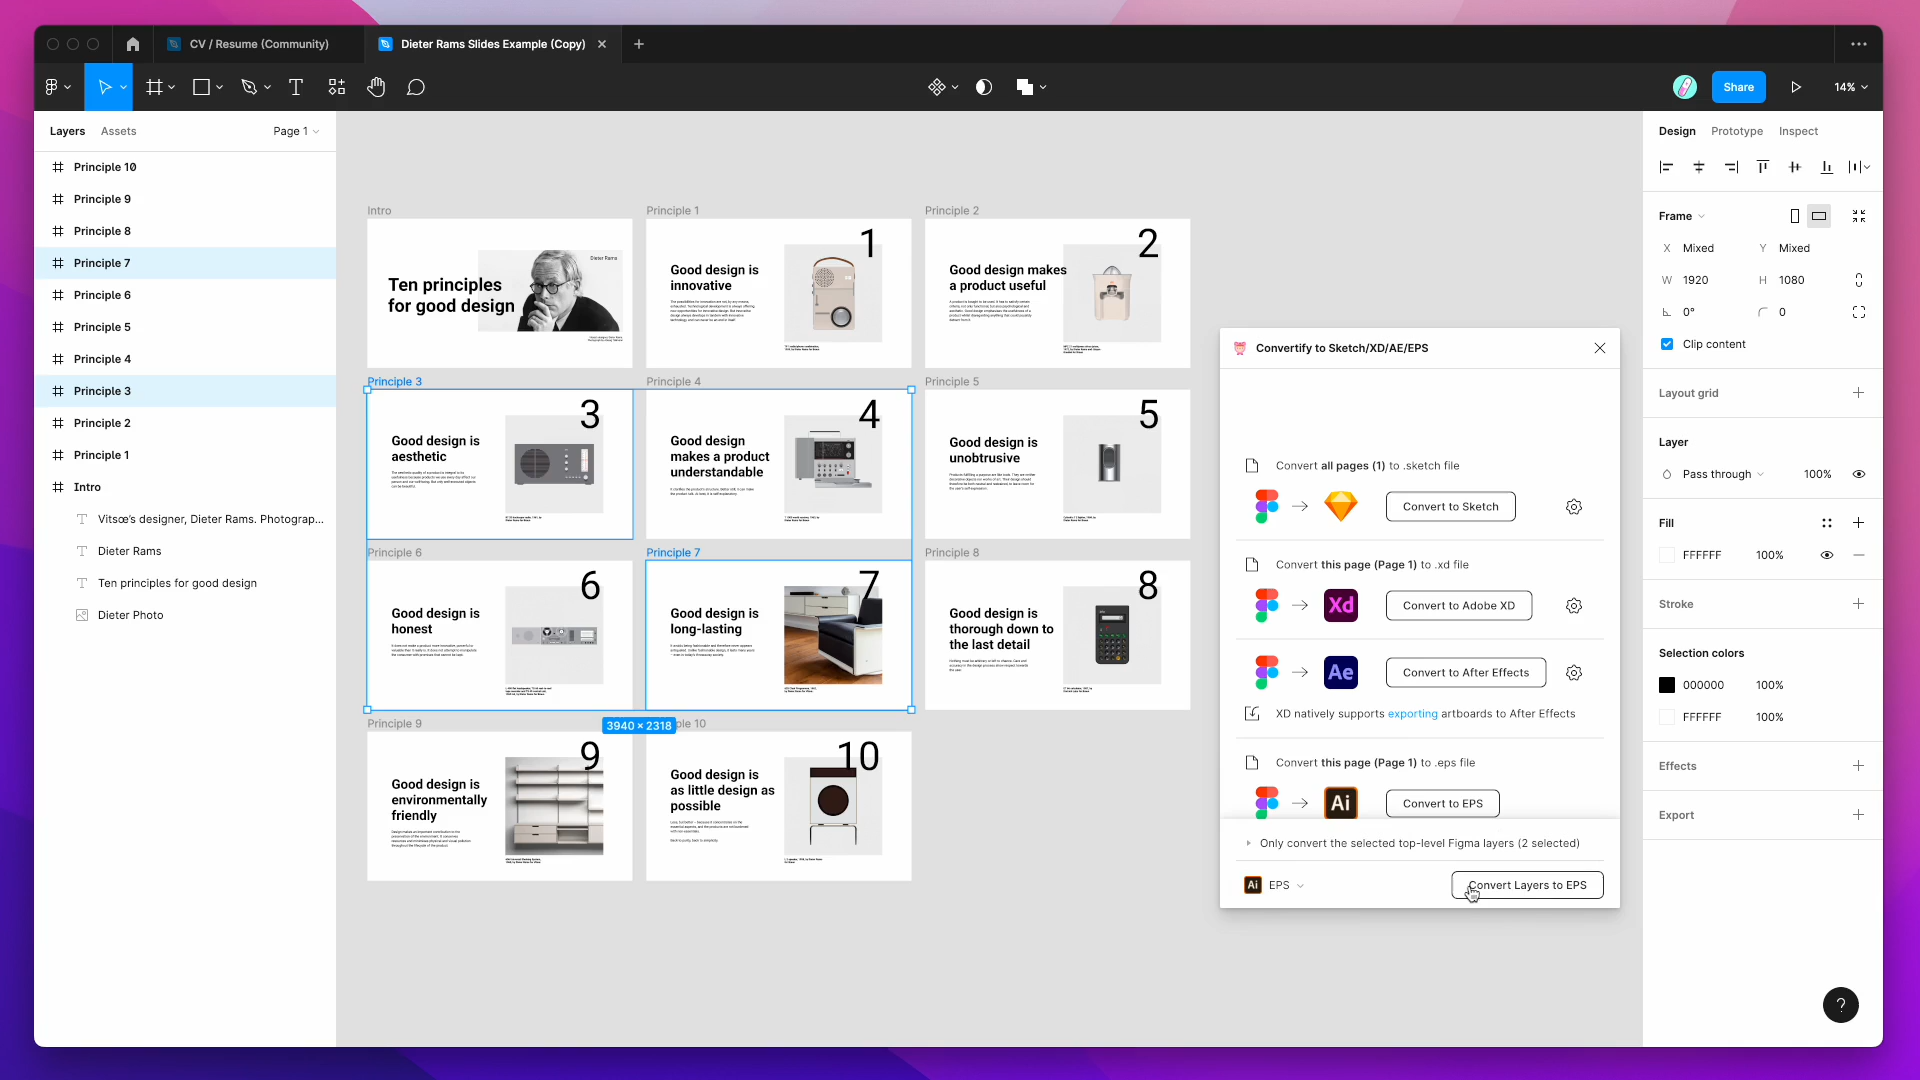 CV / Resume (Community)
Dieter Rams Slides Example (Copy)
Share
14%
Layers
Assets
Page 1
Principle 10
Principle 9
Principle 8
Principle 7
Principle 6
Principle 5
Principle 4
Principle 3
Principle 2
Principle 1
Intro
Vitsœ's designer, Dieter Rams. Photograp...
Dieter Rams
Ten principles for good design
Dieter Photo
Intro
Dieter Rams
Ten principles
for good design
Principle 1
1
Good design is
innovative
Principle 2
2
Good design makes
a product useful
Principle 3
3
Good design is
aesthetic
Principle 4
4
Good design
makes a product
understandable
Principle 5
5
Good design is
unobtrusive
Principle 6
6
Good design is
honest
Principle 7
7
Good design is
long-lasting
Principle 8
8
Good design is
thorough down to
the last detail
Principle 9
9
Good design is
environmentally
friendly
3940 × 2318
ple 10
10
Good design is
as little design as
possible
Convertify to Sketch/XD/AE/EPS
Convert all pages (1) to .sketch file
Convert to Sketch
Convert this page (Page 1) to .xd file
Xd
Convert to Adobe XD
Ae
Convert to After Effects
XD natively supports exporting artboards to After Effects
Convert this page (Page 1) to .eps file
Ai
Convert to EPS
Only convert the selected top-level Figma layers (2 selected)
Ai
EPS
Convert Layers to EPS
Design
Prototype
Inspect
Frame
X Mixed
Y Mixed
W 1920
H 1080
0°
0
Clip content
Layout grid
Layer
Pass through
100%
Fill
FFFFFF
100%
Stroke
Selection colors
000000
100%
FFFFFF
100%
Effects
Export
?